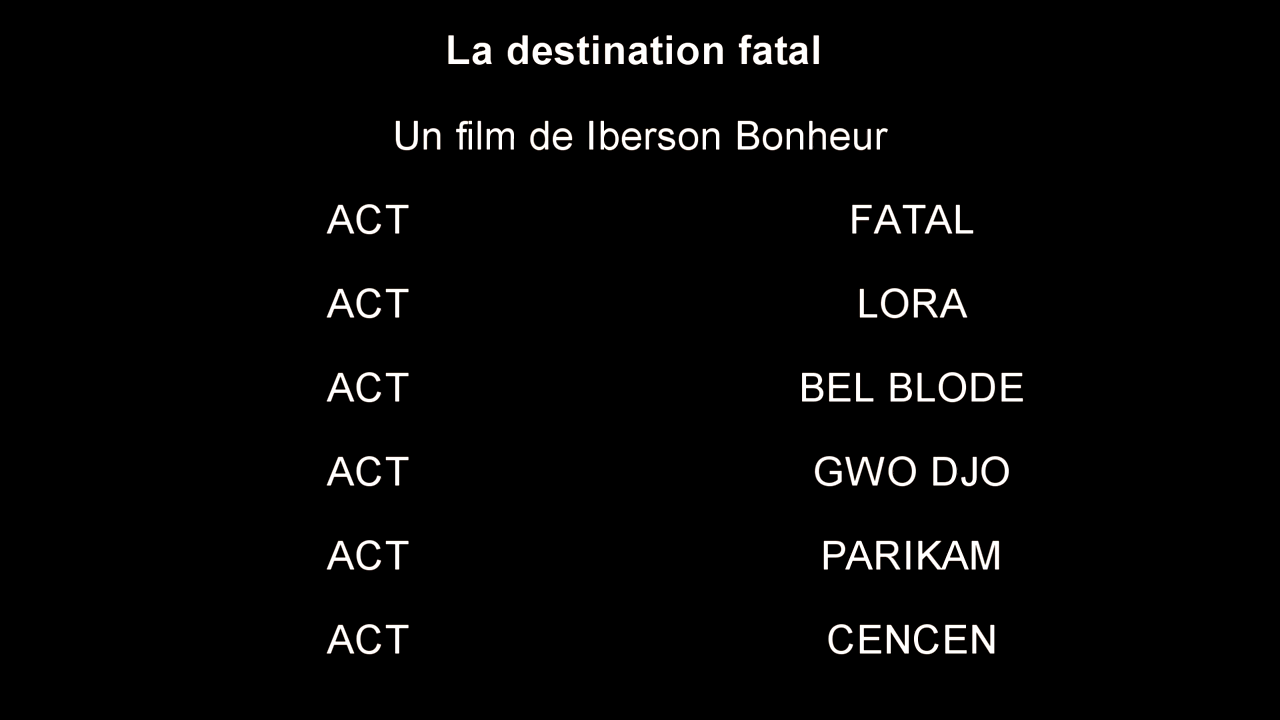 La destination fatal
Un film de Iberson Bonheur
ACT FATAL
ACT LORA
ACT BEL BLODE
ACT GWO DJO
ACT PARIKAM
ACT CENCEN